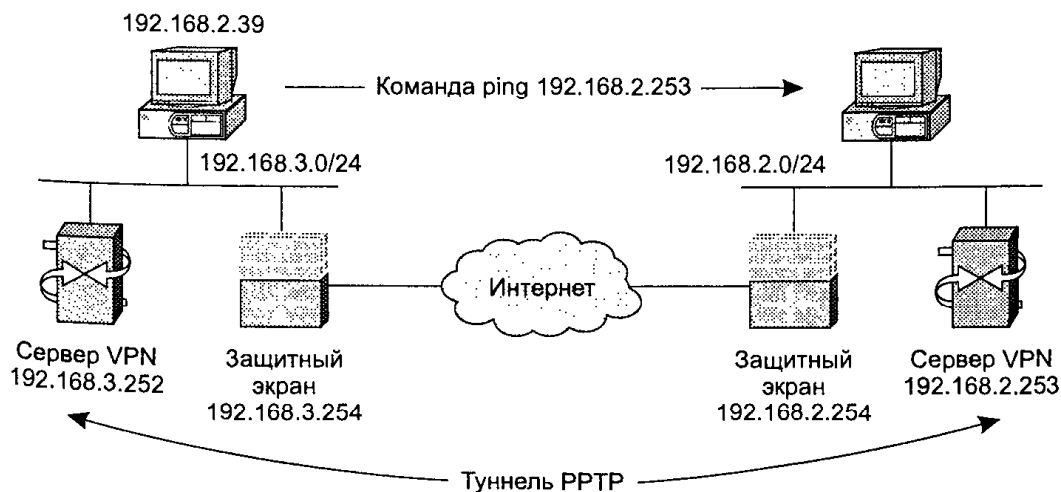 192.168.2.39
Команда ping 192.168.2.253
192.168.3.0/24
192.168.2.0/24
Интернет
Сервер VPN
192.168.3.252
Защитный
экран
192.168.3.254
Защитный
экран
192.168.2.254
Сервер VPN
192.168.2.253
Туннель PPTP